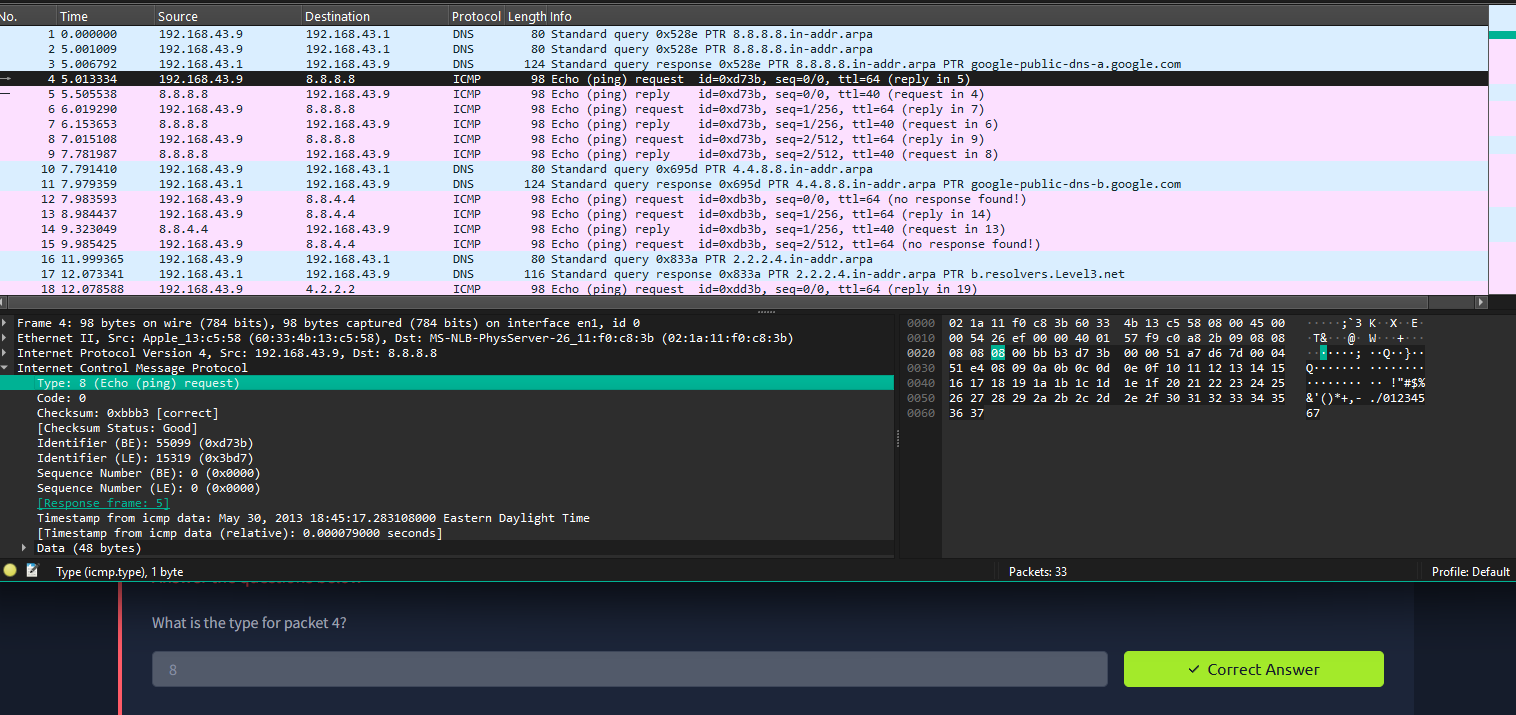 No. Time Source Destination Protocol Length Info
1 0.000000 192.168.43.9 192.168.43.1 DNS 80 Standard query 0x528e PTR 8.8.8.8.in-addr.arpa
2 5.001009 192.168.43.9 192.168.43.1 DNS 80 Standard query 0x528e PTR 8.8.8.8.in-addr.arpa
3 5.006792 192.168.43.1 192.168.43.9 DNS 124 Standard query response 0x528e PTR 8.8.8.8.in-addr.arpa PTR google-public-dns-a.google.com
4 5.013334 192.168.43.9 8.8.8.8 ICMP 98 Echo (ping) request id=0xd73b, seq=0/0, ttl=64 (reply in 5)
5 5.505538 8.8.8.8 192.168.43.9 ICMP 98 Echo (ping) reply id=0xd73b, seq=0/0, ttl=40 (request in 4)
6 6.019290 192.168.43.9 8.8.8.8 ICMP 98 Echo (ping) request id=0xd73b, seq=1/256, ttl=64 (reply in 7)
7 6.153653 8.8.8.8 192.168.43.9 ICMP 98 Echo (ping) reply id=0xd73b, seq=1/256, ttl=40 (request in 6)
8 7.015108 192.168.43.9 8.8.8.8 ICMP 98 Echo (ping) request id=0xd73b, seq=2/512, ttl=64 (reply in 9)
9 7.781987 8.8.8.8 192.168.43.9 ICMP 98 Echo (ping) reply id=0xd73b, seq=2/512, ttl=40 (request in 8)
10 7.791410 192.168.43.9 192.168.43.1 DNS 80 Standard query 0x695d PTR 4.4.8.8.in-addr.arpa
11 7.979359 192.168.43.1 192.168.43.9 DNS 124 Standard query response 0x695d PTR 4.4.8.8.in-addr.arpa PTR google-public-dns-b.google.com
12 7.983593 192.168.43.9 8.8.4.4 ICMP 98 Echo (ping) request id=0xdb3b, seq=0/0, ttl=64 (no response found!)
13 8.984437 192.168.43.9 8.8.4.4 ICMP 98 Echo (ping) request id=0xdb3b, seq=1/256, ttl=64 (reply in 14)
14 9.323049 8.8.4.4 192.168.43.9 ICMP 98 Echo (ping) reply id=0xdb3b, seq=1/256, ttl=40 (request in 13)
15 9.985425 192.168.43.9 8.8.4.4 ICMP 98 Echo (ping) request id=0xdb3b, seq=2/512, ttl=64 (no response found!)
16 11.999365 192.168.43.9 192.168.43.1 DNS 80 Standard query 0x833a PTR 2.2.2.4.in-addr.arpa
17 12.073341 192.168.43.1 192.168.43.9 DNS 116 Standard query response 0x833a PTR 2.2.2.4.in-addr.arpa PTR b.resolvers.Level3.net
18 12.078588 192.168.43.9 4.2.2.2 ICMP 98 Echo (ping) request id=0xdd3b, seq=0/0, ttl=64 (reply in 19)
Frame 4: 98 bytes on wire (784 bits), 98 bytes captured (784 bits) on interface en1, id 0
Ethernet II, Src: Apple_13:c5:58 (60:33:4b:13:c5:58), Dst: MS-NLB-PhysServer-26_11:f0:c8:3b (02:1a:11:f0:c8:3b)
Internet Protocol Version 4, Src: 192.168.43.9, Dst: 8.8.8.8
Internet Control Message Protocol
Type: 8 (Echo (ping) request)
Code: 0
Checksum: 0xbbb3 [correct]
[Checksum Status: Good]
Identifier (BE): 55099 (0xd73b)
Identifier (LE): 15319 (0x3bd7)
Sequence Number (BE): 0 (0x0000)
Sequence Number (LE): 0 (0x0000)
[Response frame: 5]
Timestamp from icmp data: May 30, 2013 18:45:17.283108000 Eastern Daylight Time
[Timestamp from icmp data (relative): 0.000079000 seconds]
Data (48 bytes)
0000 02 1a 11 f0 c8 3b 60 33 4b 13 c5 58 08 00 45 00 ·····;`3 K··X··E·
0010 00 54 26 ef 00 00 40 01 57 f9 c0 a8 2b 09 08 08 ·T&···@· W···+···
0020 08 08 08 00 bb b3 d7 3b 00 00 51 a7 d6 7d 00 04 ·······; ··Q··}··
0030 51 e4 08 09 0a 0b 0c 0d 0e 0f 10 11 12 13 14 15 Q······· ········
0040 16 17 18 19 1a 1b 1c 1d 1e 1f 20 21 22 23 24 25 ········ ·· !"#$%
0050 26 27 28 29 2a 2b 2c 2d 2e 2f 30 31 32 33 34 35 &'()*+,- ./012345
0060 36 37 67
Type (icmp.type), 1 byte Packets: 33 Profile: Default
What is the type for packet 4?
8
Correct Answer